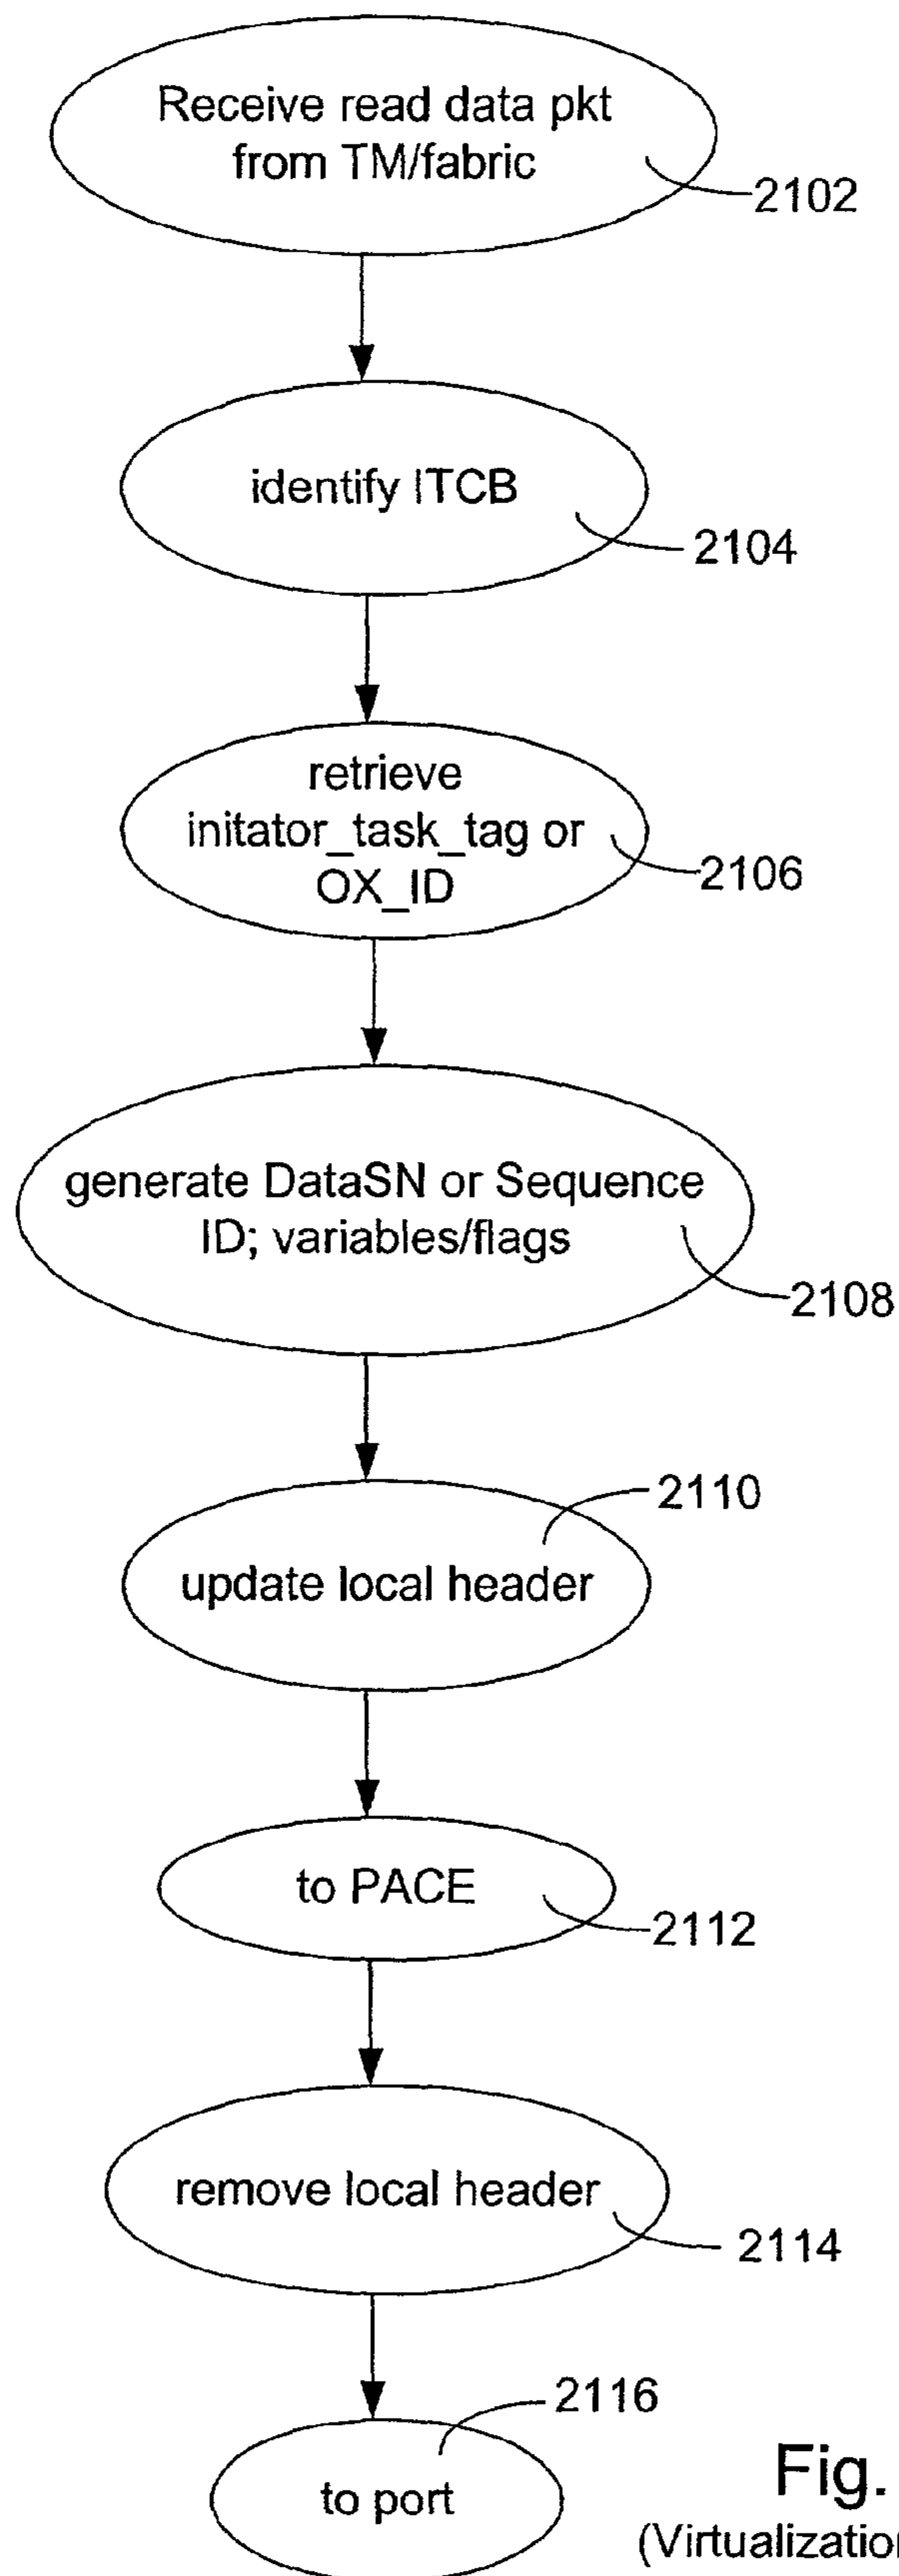 Receive read data pkt
from TM/fabric
2102
identify ITCB
2104
retrieve
initator_task_tag or
OX_ID
2106
generate DataSN or Sequence
ID; variables/flags
2108
2110
update local header
to PACE
2112
remove local header
2114
2116
to port
Fig.
(Virtualization